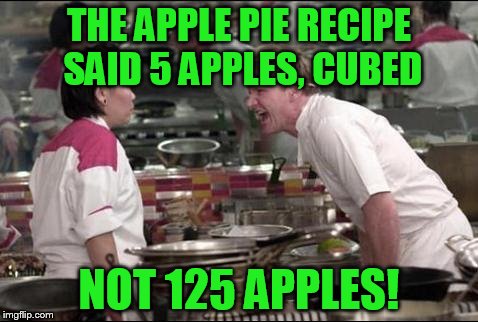 THE APPLE PIE RECIPE
SAID 5 APPLES, CUBED
NOT 125 APPLES!
imgflip.com